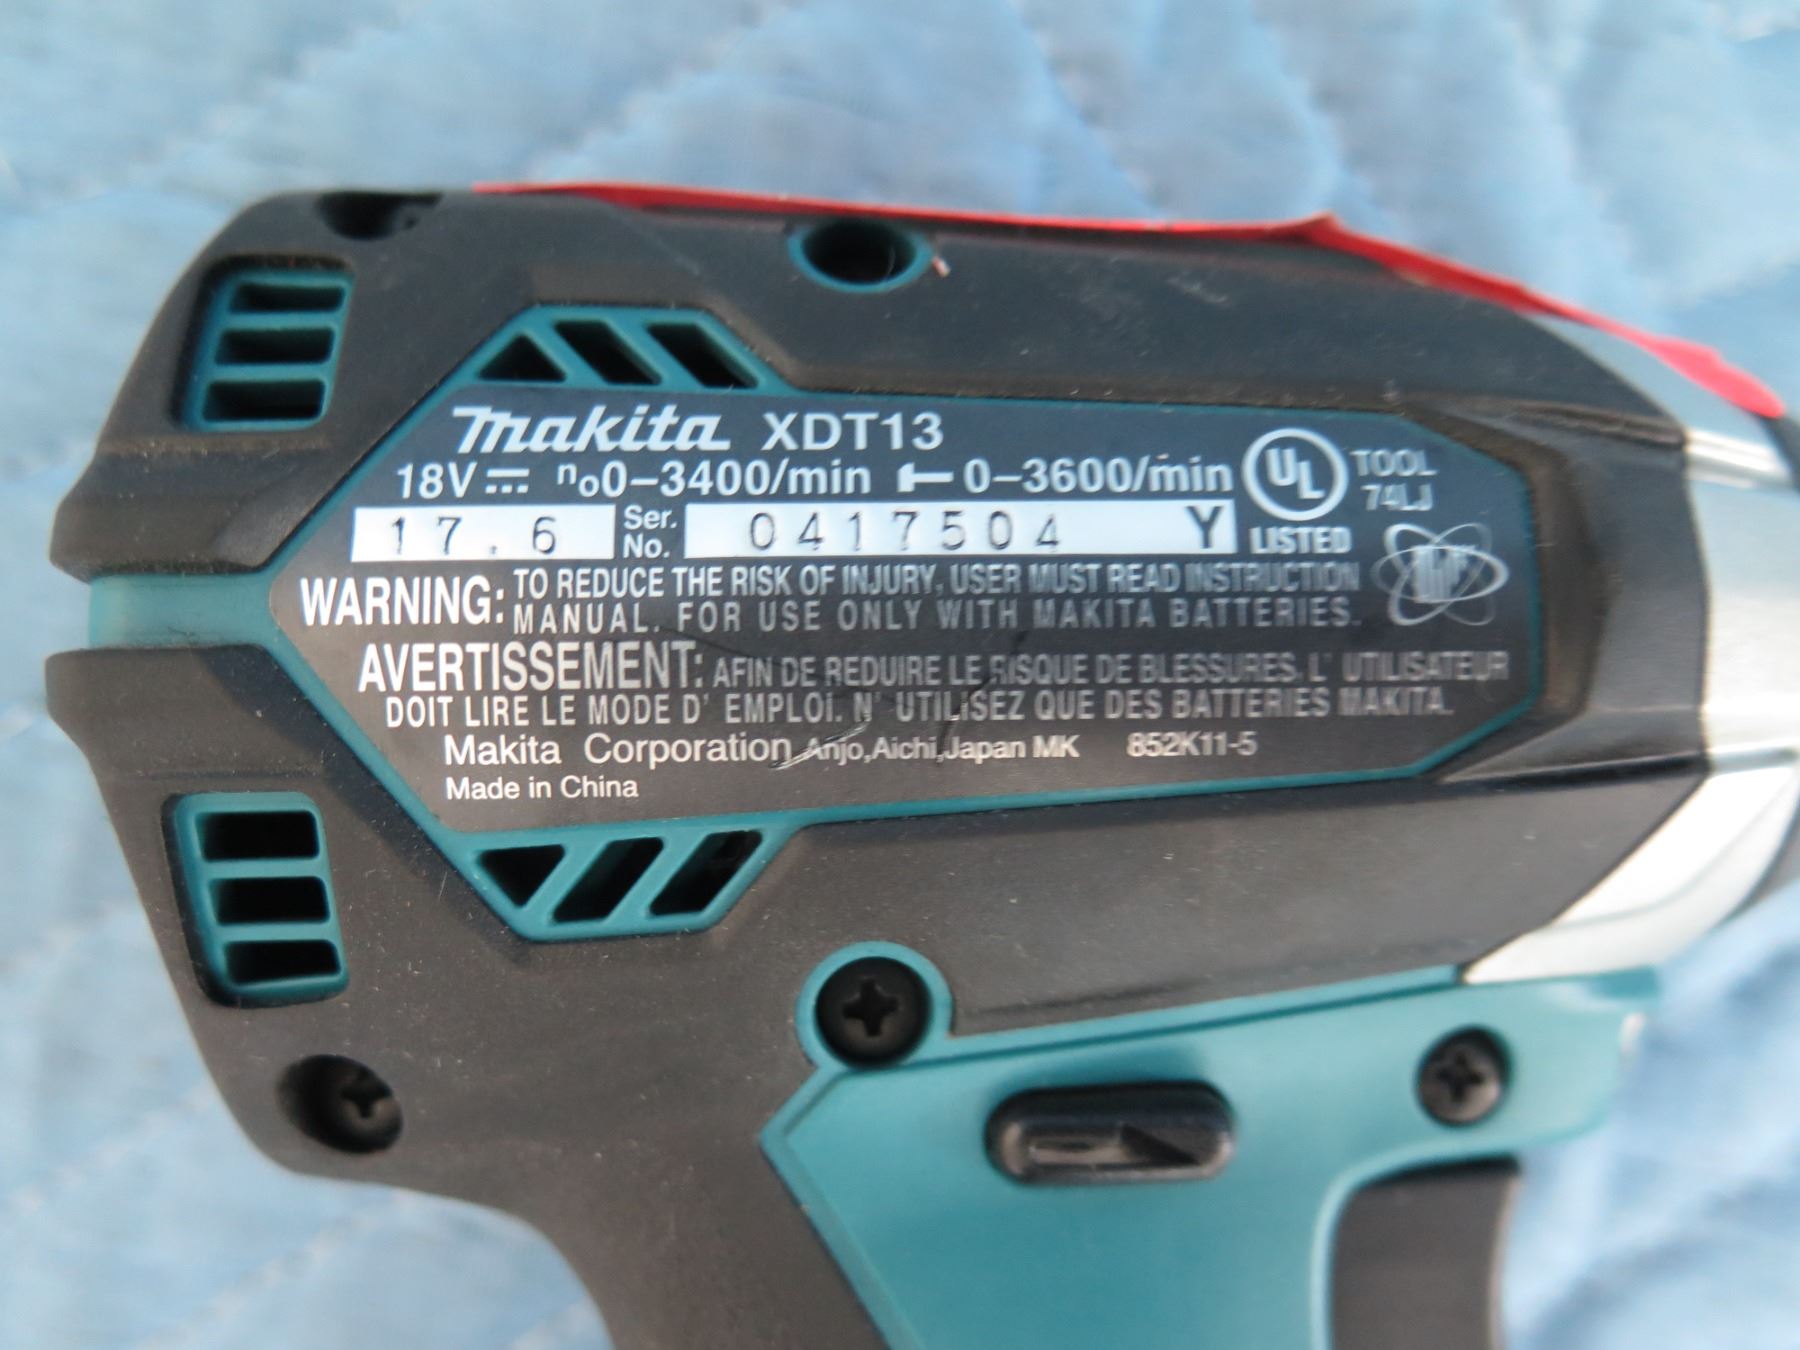 makita XDT13
18V⎓ no0-3400/min 0-3600/min
UL TOOL
74LJ
LISTED
17.6 Ser. No. 0417504 Y
WARNING: TO REDUCE THE RISK OF INJURY, USER MUST READ INSTRUCTION
MANUAL. FOR USE ONLY WITH MAKITA BATTERIES.
AVERTISSEMENT: AFIN DE REDUIRE LE RISQUE DE BLESSURES, L' UTILISATEUR
DOIT LIRE LE MODE D' EMPLOI. N' UTILISEZ QUE DES BATTERIES MAKITA.
Makita Corporation Anjo,Aichi,Japan MK 852K11-5
Made in China